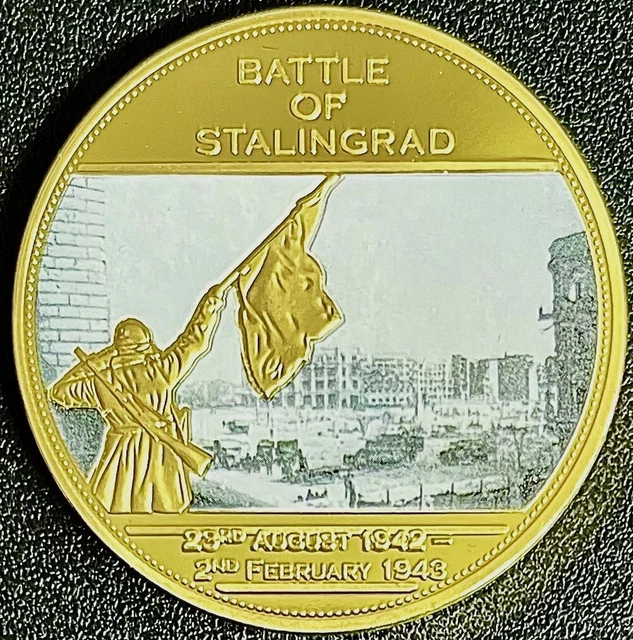 BATTLE
OF
STALINGRAD
23RD AUGUST 1942 –
2ND FEBRUARY 1943